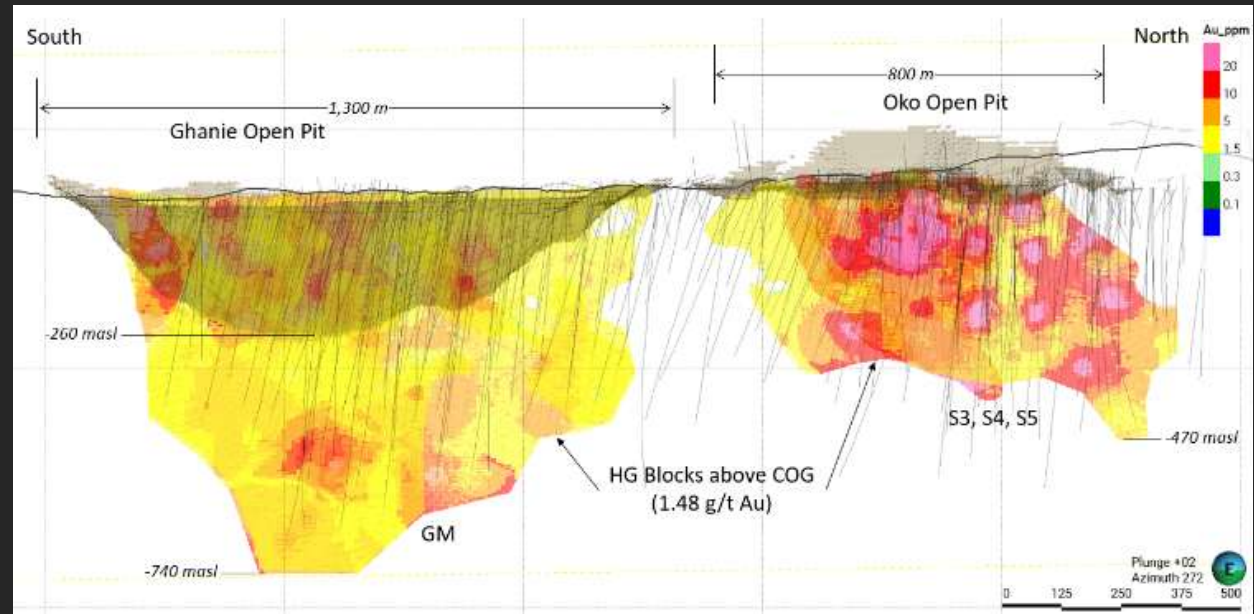 South
North
Au_ppm
20
10
5
1.5
0.3
0.1
800 m
Oko Open Pit
1,300 m
Ghanie Open Pit
-260 masl
S3, S4, S5
-470 masl
HG Blocks above COG
(1.48 g/t Au)
GM
-740 masl
Plunge +02
Azimuth 272
E
0 125 250 375 500